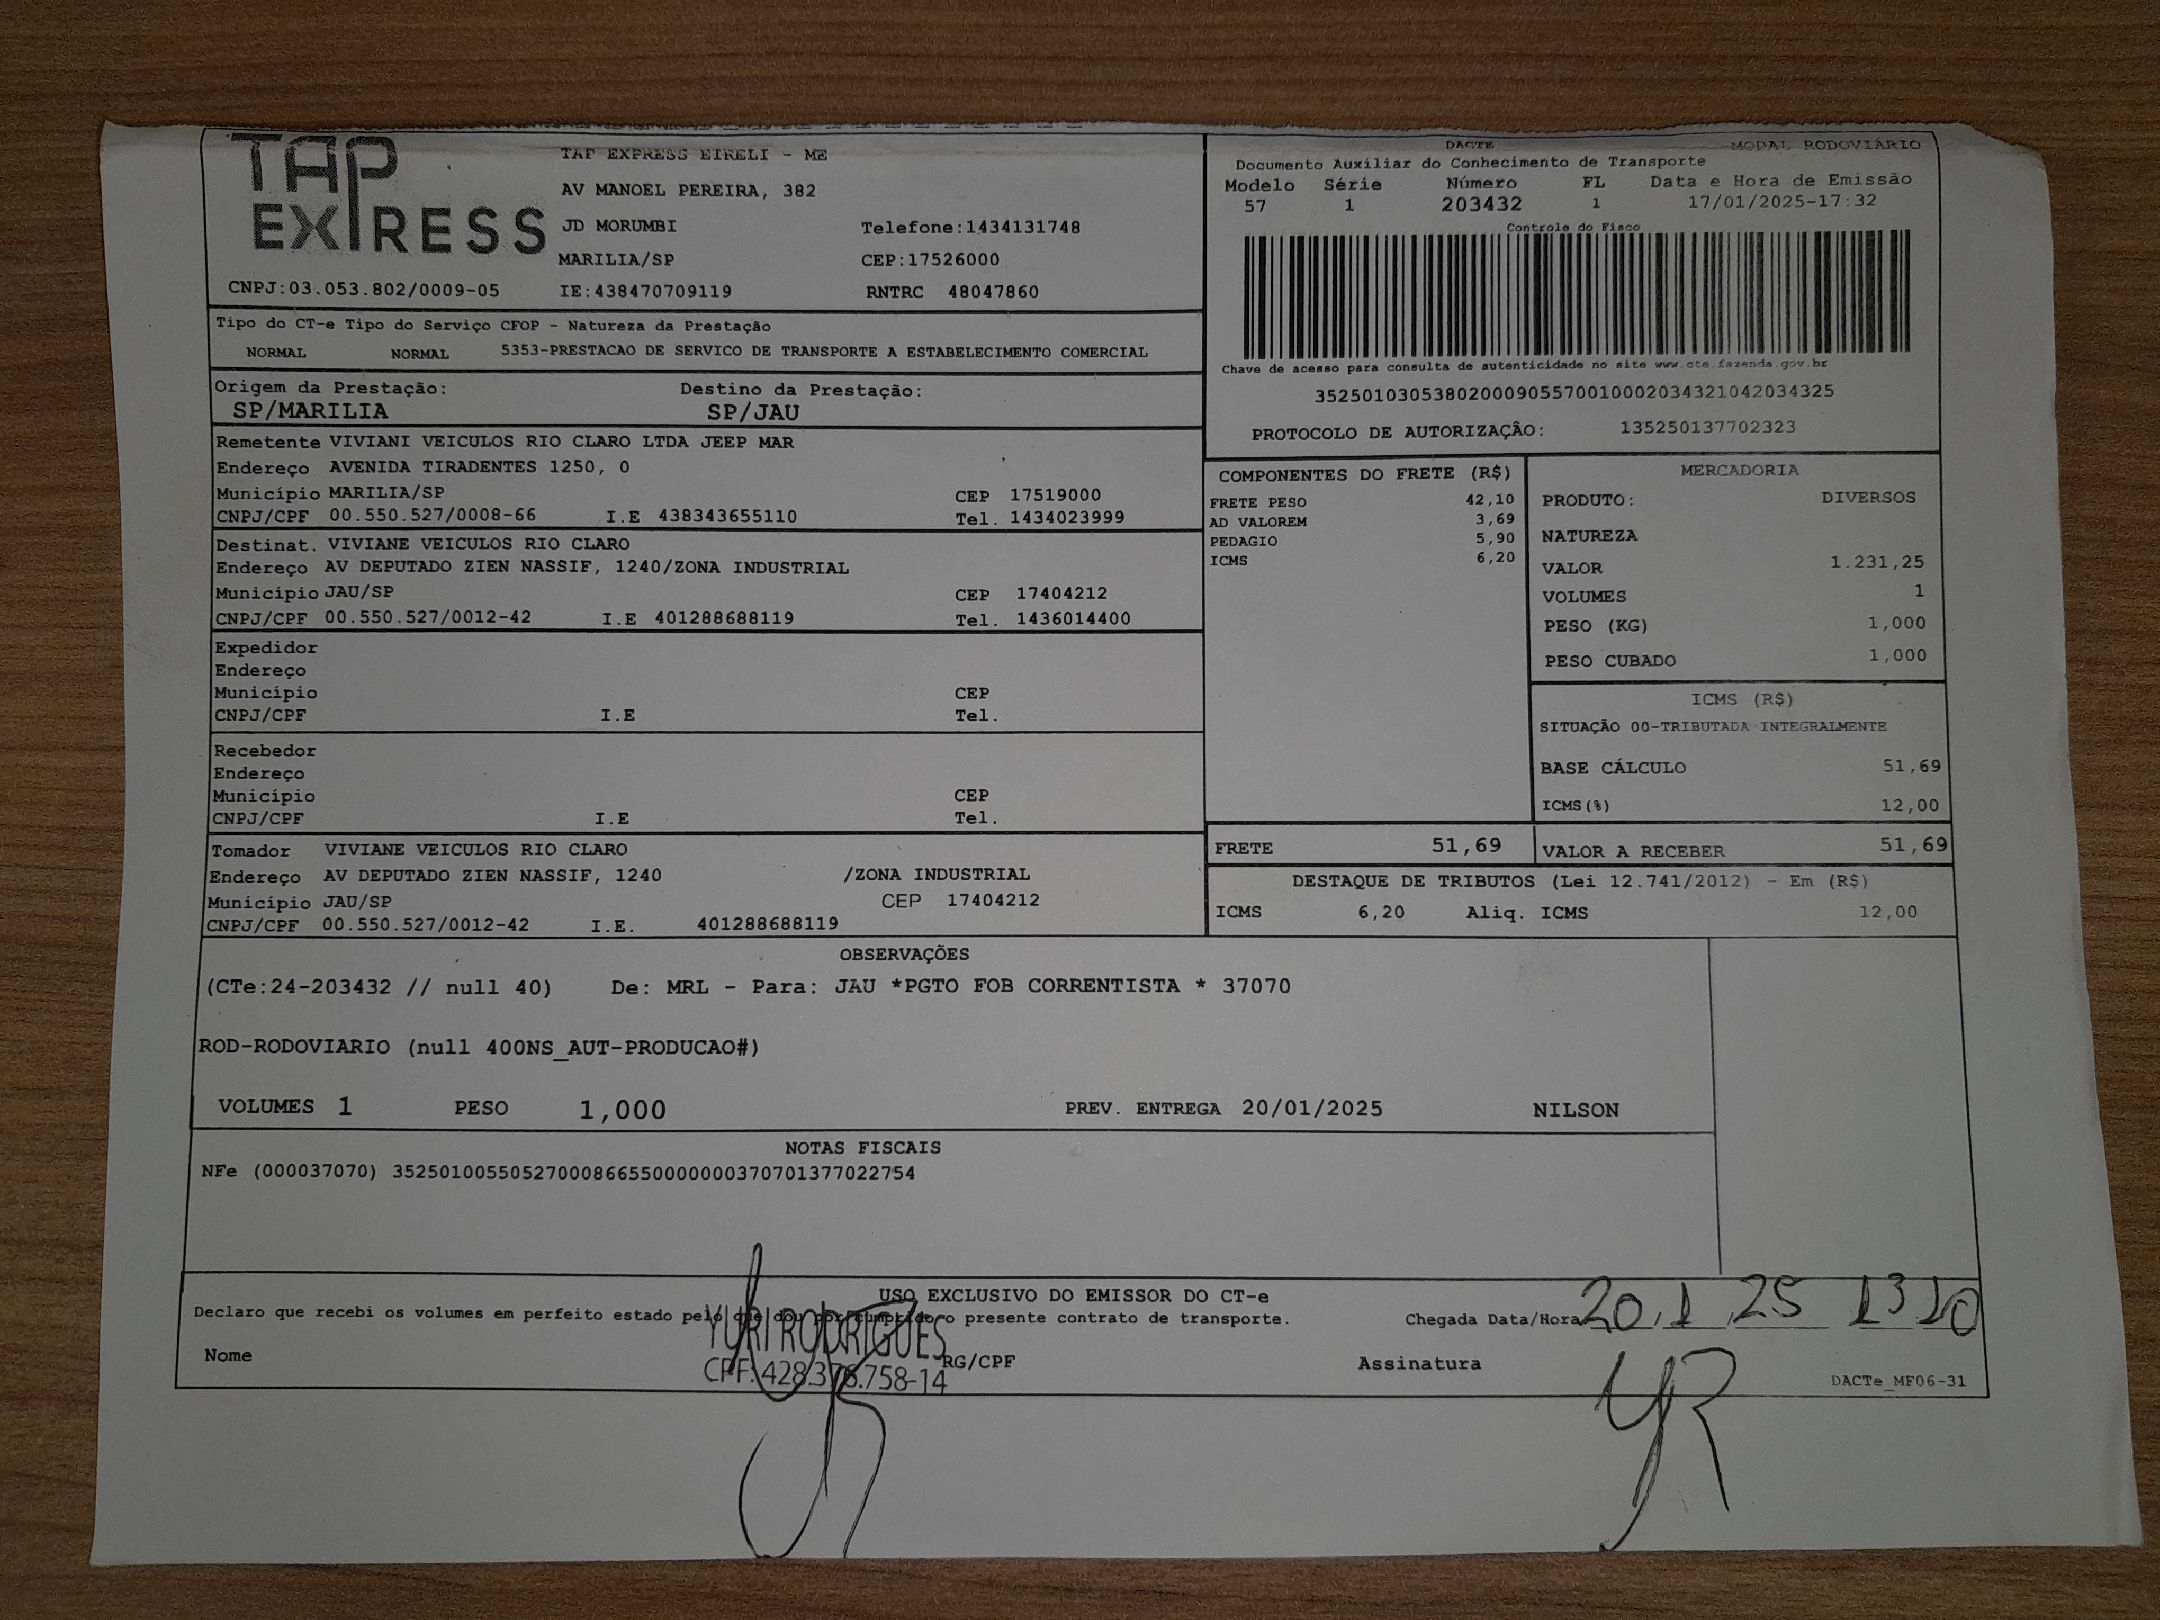 TAP EXPRESS
TAP EXPRESS EIRELI - ME
AV MANOEL PEREIRA, 382
JD MORUMBI Telefone:1434131748
MARILIA/SP CEP:17526000
CNPJ:03.053.802/0009-05 IE:438470709119 RNTRC 48047860
DACTE MODAL RODOVIÁRIO
Documento Auxiliar do Conhecimento de Transporte
Modelo Série Número FL Data e Hora de Emissão
57 1 203432 1 17/01/2025-17:32
Controle do Fisco
Chave de acesso para consulta de autenticidade no site www.cte.fazenda.gov.br
35250103053802000905570010002034321042034325
PROTOCOLO DE AUTORIZAÇÃO: 135250137702323
Tipo do CT-e Tipo do Serviço CFOP - Natureza da Prestação
NORMAL NORMAL 5353-PRESTACAO DE SERVICO DE TRANSPORTE A ESTABELECIMENTO COMERCIAL
Origem da Prestação: Destino da Prestação:
SP/MARILIA SP/JAU
Remetente VIVIANI VEICULOS RIO CLARO LTDA JEEP MAR
Endereço AVENIDA TIRADENTES 1250, 0
Município MARILIA/SP CEP 17519000
CNPJ/CPF 00.550.527/0008-66 I.E 438343655110 Tel. 1434023999
Destinat. VIVIANE VEICULOS RIO CLARO
Endereço AV DEPUTADO ZIEN NASSIF, 1240/ZONA INDUSTRIAL
Município JAU/SP CEP 17404212
CNPJ/CPF 00.550.527/0012-42 I.E 401288688119 Tel. 1436014400
Expedidor
Endereço
Município CEP
CNPJ/CPF I.E Tel.
Recebedor
Endereço
Município CEP
CNPJ/CPF I.E Tel.
Tomador VIVIANE VEICULOS RIO CLARO
Endereço AV DEPUTADO ZIEN NASSIF, 1240 /ZONA INDUSTRIAL
Município JAU/SP CEP 17404212
CNPJ/CPF 00.550.527/0012-42 I.E. 401288688119
COMPONENTES DO FRETE (R$)
FRETE PESO 42,10
AD VALOREM 3,69
PEDAGIO 5,90
ICMS 6,20
MERCADORIA
PRODUTO: DIVERSOS
NATUREZA
VALOR 1.231,25
VOLUMES 1
PESO (KG) 1,000
PESO CUBADO 1,000
ICMS (R$)
SITUAÇÃO 00-TRIBUTADA INTEGRALMENTE
BASE CÁLCULO 51,69
ICMS(%) 12,00
FRETE 51,69 VALOR A RECEBER 51,69
DESTAQUE DE TRIBUTOS (Lei 12.741/2012) - Em (R$)
ICMS 6,20 Aliq. ICMS 12,00
OBSERVAÇÕES
(CTe:24-203432 // null 40) De: MRL - Para: JAU *PGTO FOB CORRENTISTA * 37070
ROD-RODOVIARIO (null 400NS_AUT-PRODUCAO#)
VOLUMES 1 PESO 1,000 PREV. ENTREGA 20/01/2025 NILSON
NOTAS FISCAIS
NFe (000037070) 35250100550527000866550000000370701377022754
USO EXCLUSIVO DO EMISSOR DO CT-e
Declaro que recebi os volumes em perfeito estado pelo que dou por cumprido o presente contrato de transporte. Chegada Data/Hora 20 1 25 13 10
YURI RODRIGUES
Nome RG/CPF Assinatura YR
CPF: 428.376.758-14
DACTe_MF06-31